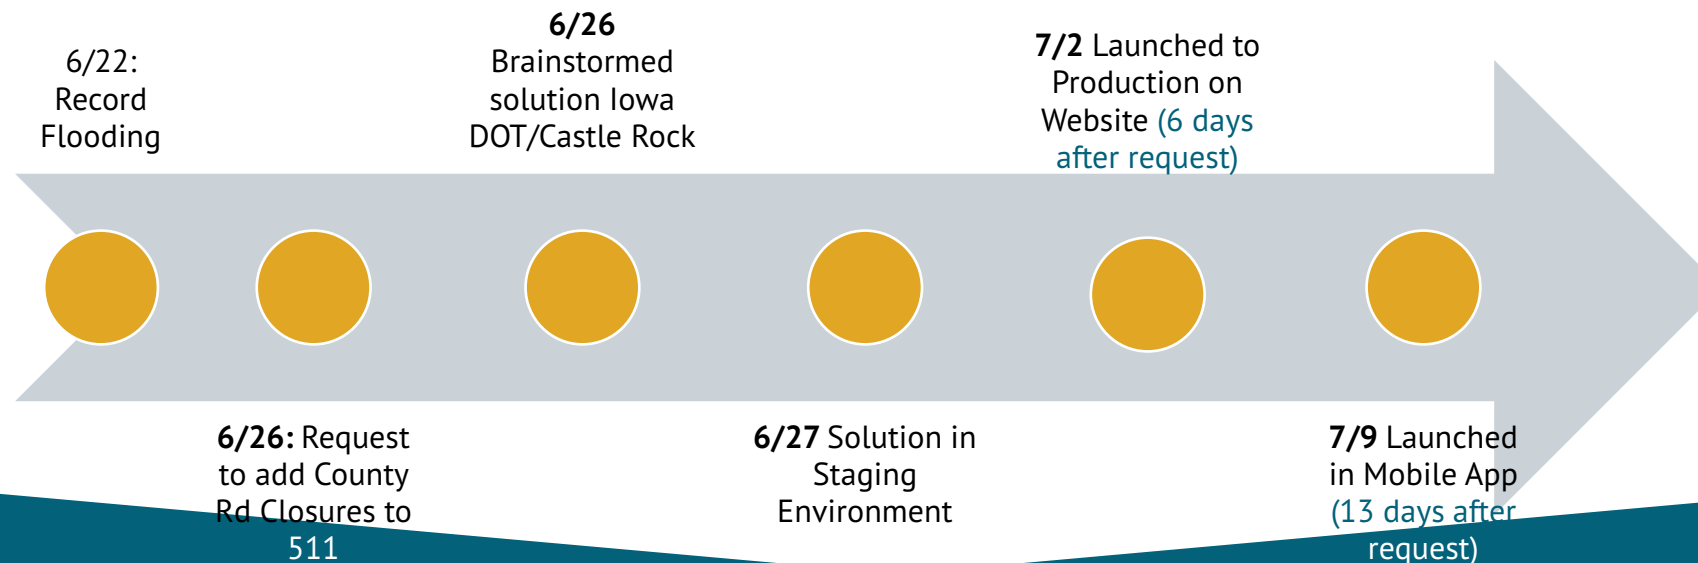 6/22:
Record
Flooding
6/26: Request
to add County
Rd Closures to
511
6/26
Brainstormed
solution Iowa
DOT/Castle Rock
6/27 Solution in
Staging
Environment
7/2 Launched to
Production on
Website (6 days
after request)
7/9 Launched
in Mobile App
(13 days after
request)